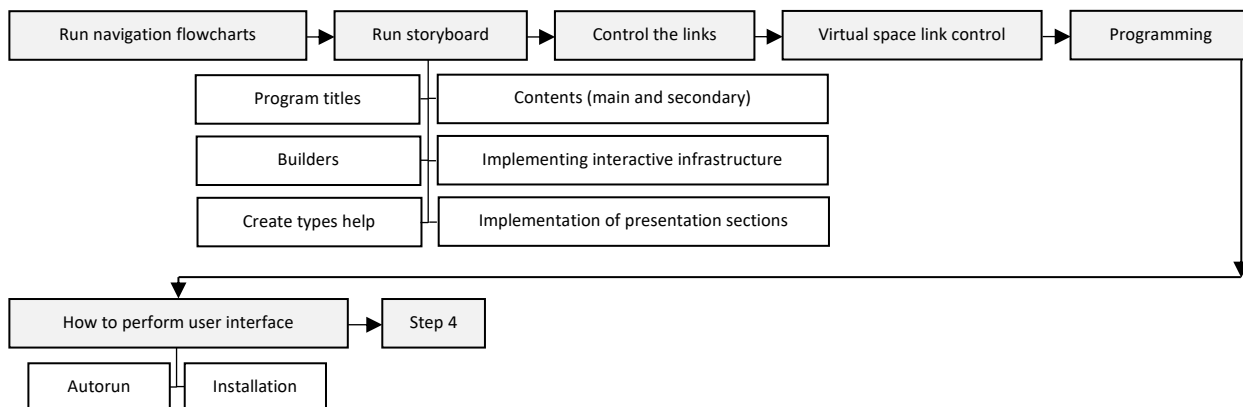 Run navigation flowcharts
Run storyboard
Control the links
Virtual space link control
Programming
Program titles
Contents (main and secondary)
Builders
Implementing interactive infrastructure
Create types help
Implementation of presentation sections
How to perform user interface
Step 4
Autorun
Installation